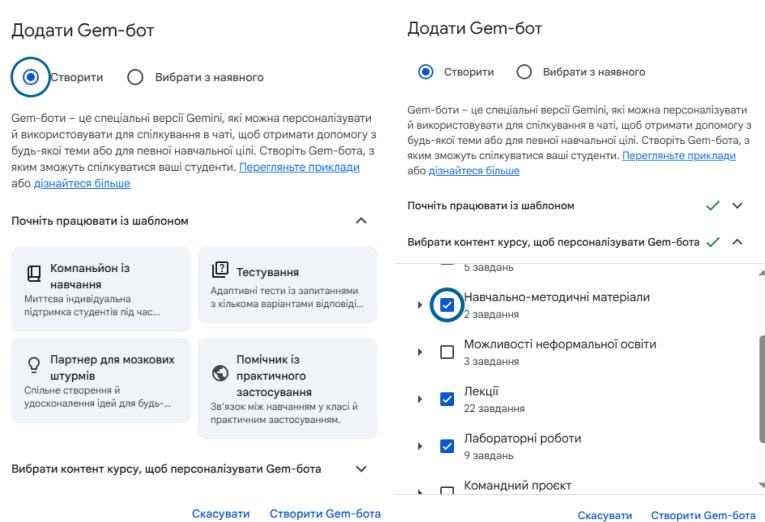 Додати Gem-бот
Створити
Вибрати з наявного
Gem-боти – це спеціальні версії Gemini, які можна персоналізувати
й використовувати для спілкування в чаті, щоб отримати допомогу з
будь-якої теми або для певної навчальної цілі. Створіть Gem-бота, з
яким зможуть спілкуватися ваші студенти. Перегляньте приклади
або дізнайтеся більше
Почніть працювати із шаблоном
Компаньйон із
навчання
Миттєва індивідуальна
підтримка студентів під час...
Тестування
Адаптивні тести із запитаннями
з кількома варіантами відповіді...
Партнер для мозкових
штурмів
Спільне створення й
удосконалення ідей для будь-...
Помічник із
практичного
застосування
Зв'язок між навчанням у класі й
практичним застосуванням.
Вибрати контент курсу, щоб персоналізувати Gem-бота
Скасувати
Створити Gem-бота
Додати Gem-бот
Створити
Вибрати з наявного
Gem-боти – це спеціальні версії Gemini, які можна персоналізувати
й використовувати для спілкування в чаті, щоб отримати допомогу з
будь-якої теми або для певної навчальної цілі. Створіть Gem-бота, з
яким зможуть спілкуватися ваші студенти. Перегляньте приклади
або дізнайтеся більше
Почніть працювати із шаблоном
Вибрати контент курсу, щоб персоналізувати Gem-бота
5 завдань
Навчально-методичні матеріали
2 завдання
Можливості неформальної освіти
3 завдання
Лекції
22 завдання
Лабораторні роботи
9 завдань
Командний проєкт
Скасувати
Створити Gem-бота